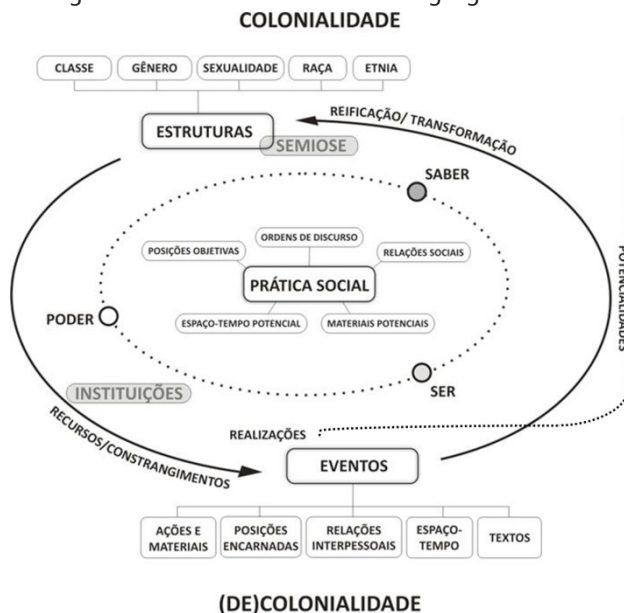 COLONIALIDADE
CLASSE
GÊNERO
SEXUALIDADE
RAÇA
ETNIA
ESTRUTURAS
SEMIOSE
REIFICAÇÃO/ TRANSFORMAÇÃO
SABER
ORDENS DE DISCURSO
POSIÇÕES OBJETIVAS
RELAÇÕES SOCIAIS
PRÁTICA SOCIAL
ESPAÇO-TEMPO POTENCIAL
MATERIAIS POTENCIAIS
PODER
POTENCIALIDADES
SER
INSTITUIÇÕES
RECURSOS/CONSTRANGIMENTOS
REALIZAÇÕES
EVENTOS
AÇÕES E
MATERIAIS
POSIÇÕES
ENCARNADAS
RELAÇÕES
INTERPESSOAIS
ESPAÇO-
TEMPO
TEXTOS
(DE)COLONIALIDADE